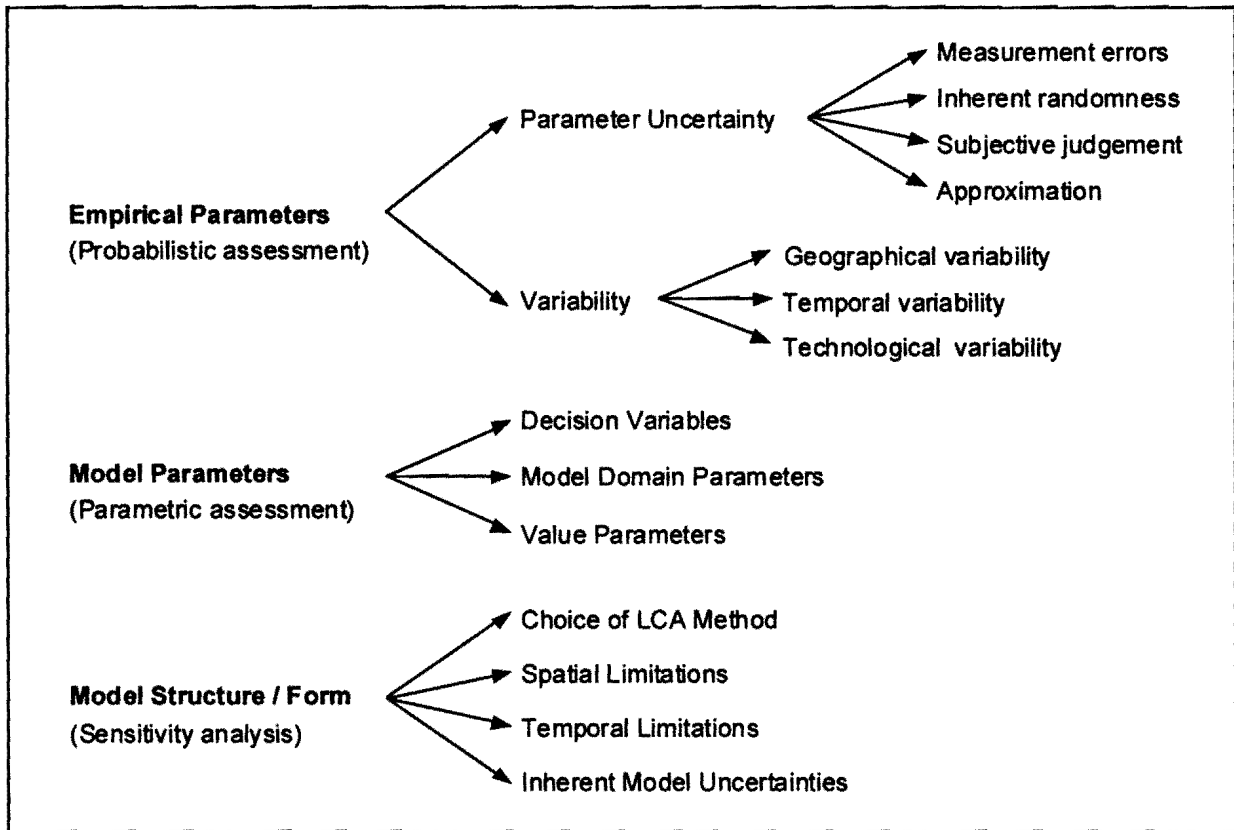 Measurement errors
Inherent randomness
Parameter Uncertainty
Subjective judgement
Approximation
Empirical Parameters
(Probabilistic assessment)
Geographical variability
Variability
Temporal variability
Technological variability
Decision Variables
Model Parameters
Model Domain Parameters
(Parametric assessment)
Value Parameters
Choice of LCA Method
Spatial Limitations
Model Structure / Form
(Sensitivity analysis)
Temporal Limitations
Inherent Model Uncertainties